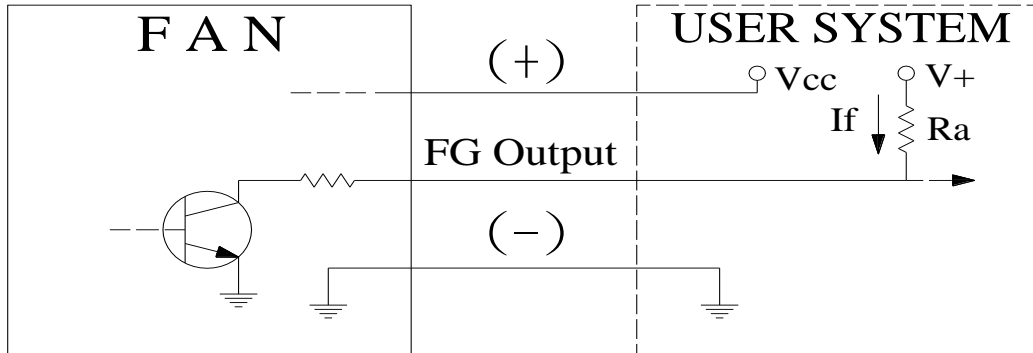 F A N
USER SYSTEM
(+)
Vcc
V+
If
Ra
FG Output
(-)